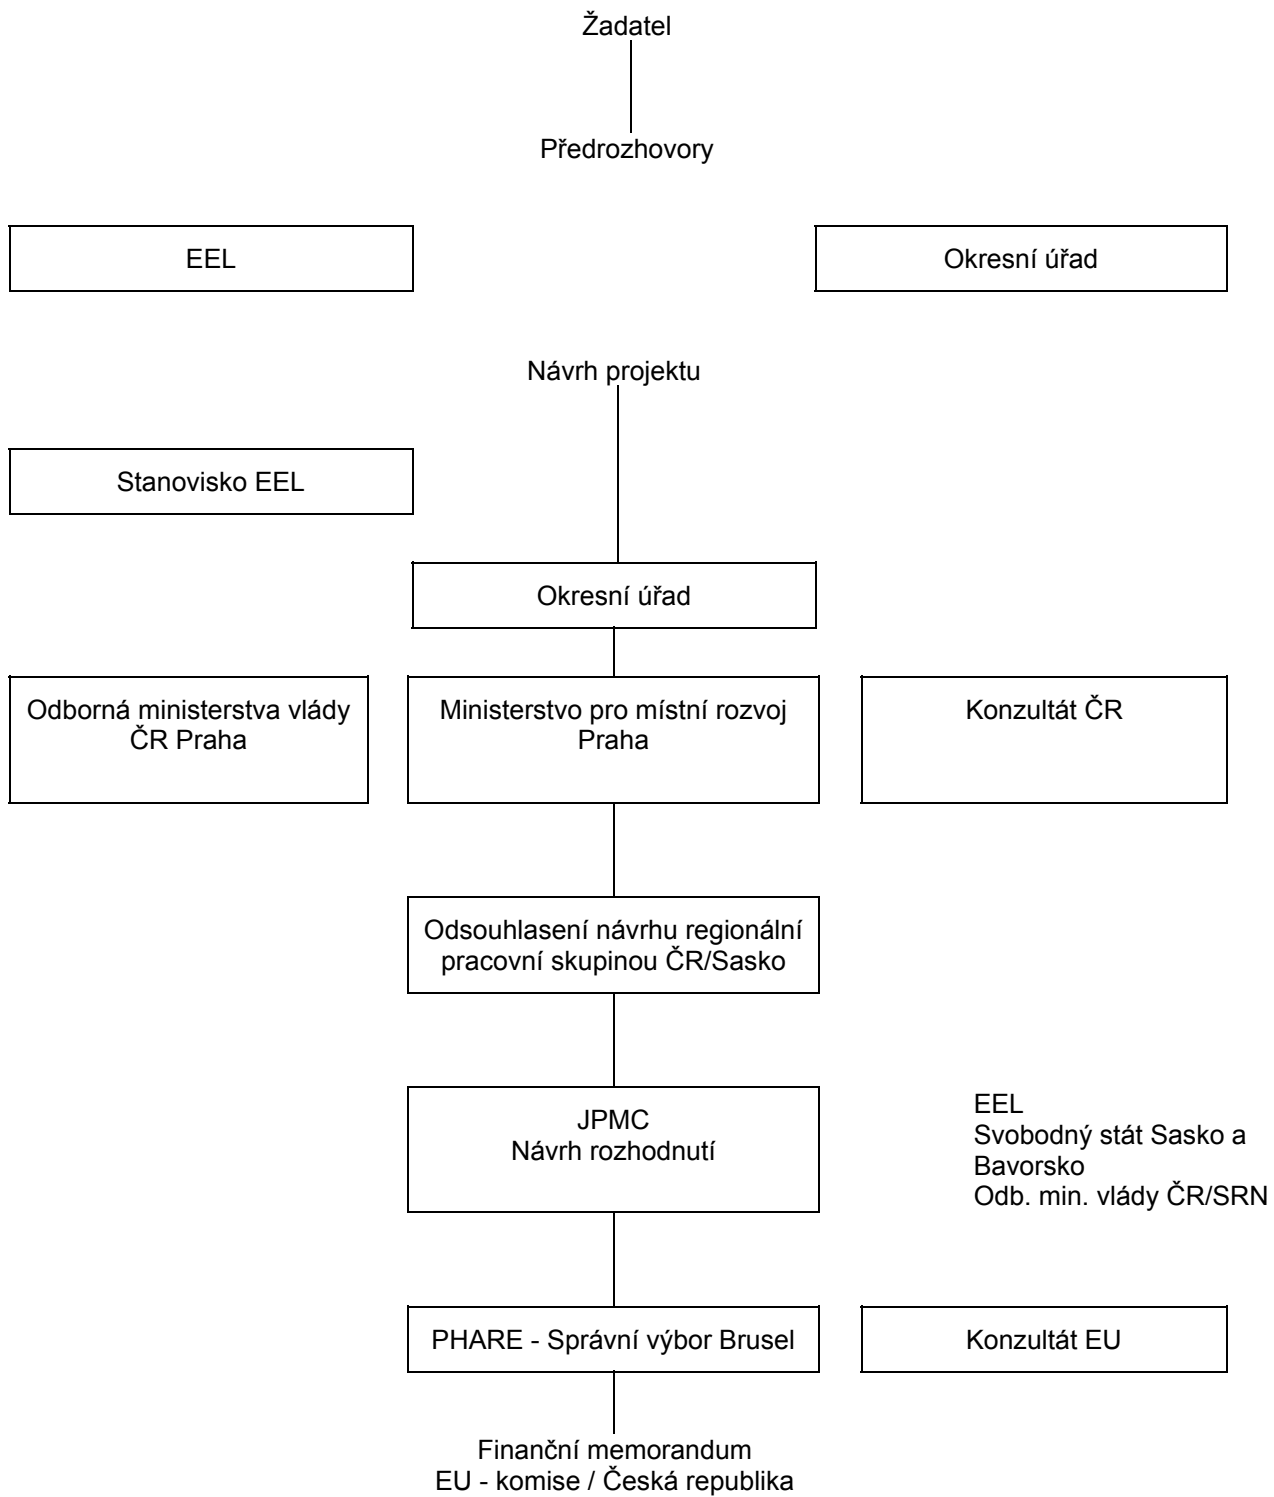 Žadatel
Předrozhovory
EEL
Okresní úřad
Návrh projektu
Stanovisko EEL
Okresní úřad
Odborná ministerstva vlády
ČR Praha
Ministerstvo pro místní rozvoj
Praha
Konzultát ČR
Odsouhlasení návrhu regionální
pracovní skupinou ČR/Sasko
JPMC
Návrh rozhodnutí
EEL
Svobodný stát Sasko a
Bavorsko
Odb. min. vlády ČR/SRN
PHARE - Správní výbor Brusel
Konzultát EU
Finanční memorandum
EU - komise / Česká republika